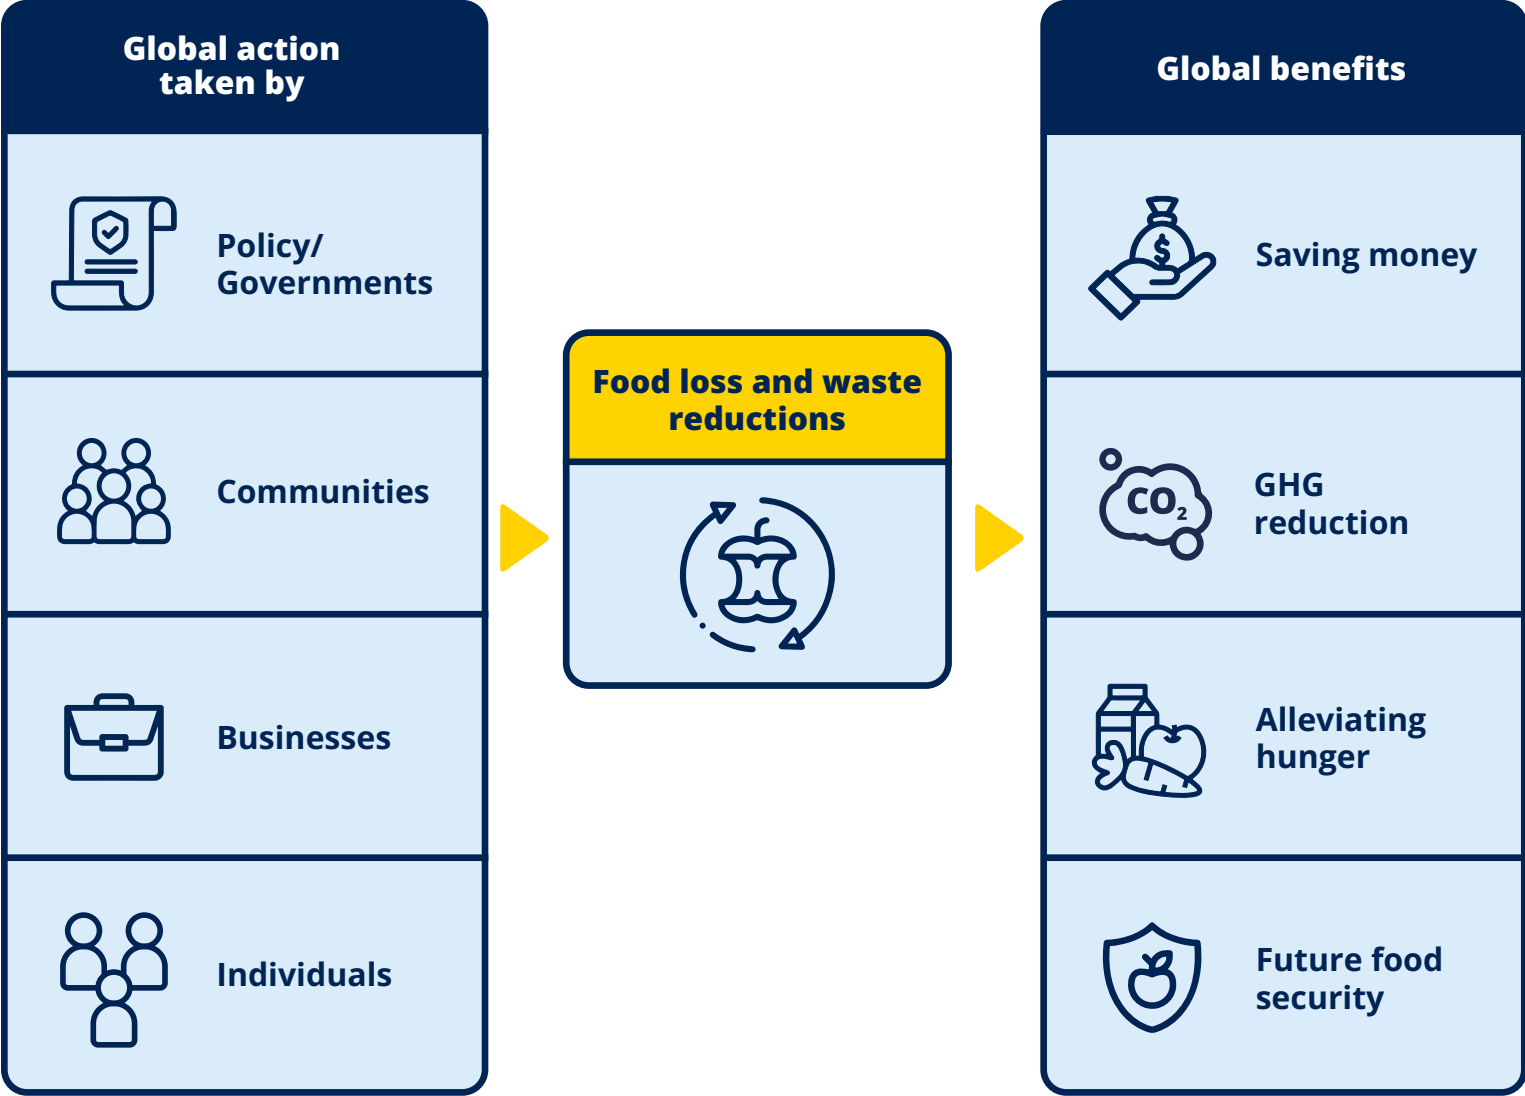 Global action
taken by
Policy/
Governments
Communities
Businesses
Individuals
Food loss and waste
reductions
Global benefits
$
Saving money
CO₂
GHG
reduction
Alleviating
hunger
Future food
security